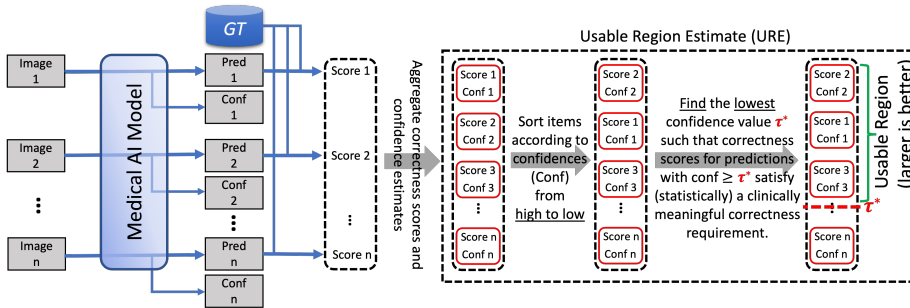 GT
Image
1
Image
2
...
Image
n
Medical AI Model
Pred
1
Conf
1
Pred
2
Conf
2
...
Pred
n
Conf
n
Score 1
Score 2
...
Score n
Aggregate correctness scores and
confidence estimates
Usable Region Estimate (URE)
Score 1
Conf 1
Score 2
Conf 2
Score 3
Conf 3
...
Score n
Conf n
Sort items
according to
confidences
(Conf)
from
high to low
Score 2
Conf 2
Score 1
Conf 1
Score 3
Conf 3
...
Score n
Conf n
Find the lowest
confidence value τ*
such that correctness
scores for predictions
with conf ≥ τ* satisfy
(statistically) a clinically
meaningful correctness
requirement.
Score 2
Conf 2
Score 1
Conf 1
Score 3
Conf 3
...
τ*
Score n
Conf n
Usable Region
(larger is better)